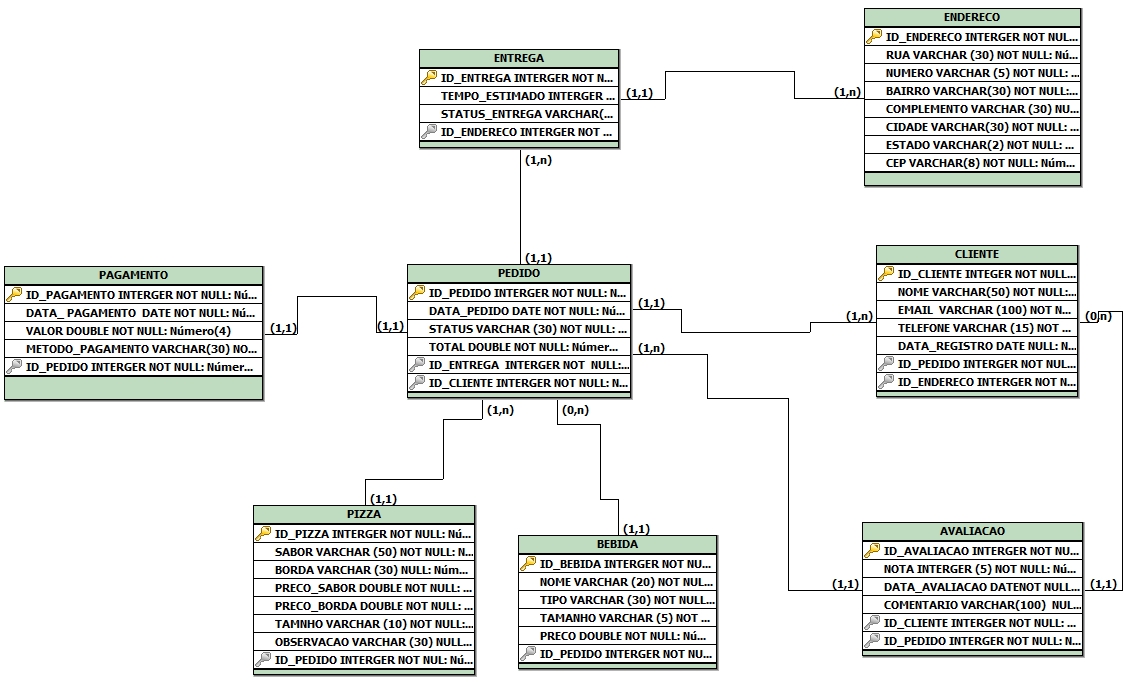 ENDERECO
ID_ENDERECO INTERGER NOT NUL...
RUA VARCHAR (30) NOT NULL: Nú...
NUMERO VARCHAR (5) NOT NULL: ...
BAIRRO VARCHAR(30) NOT NULL:...
COMPLEMENTO VARCHAR (30) NU...
CIDADE VARCHAR(30) NOT NULL: ...
ESTADO VARCHAR(2) NOT NULL: ...
CEP VARCHAR(8) NOT NULL: Núm...
ENTREGA
ID_ENTREGA INTERGER NOT N...
TEMPO_ESTIMADO INTERGER ...
STATUS_ENTREGA VARCHAR(...
ID_ENDERECO INTERGER NOT ...
(1,1)
(1,n)
(1,n)
(1,1)
PAGAMENTO
ID_PAGAMENTO INTERGER NOT NULL: Nú...
DATA_ PAGAMENTO DATE NOT NULL: Nú...
VALOR DOUBLE NOT NULL: Número(4)
METODO_PAGAMENTO VARCHAR(30) NO...
ID_PEDIDO INTERGER NOT NULL: Númer...
(1,1)
(1,1)
PEDIDO
ID_PEDIDO INTERGER NOT NULL: N...
DATA_PEDIDO DATE NOT NULL: Nú...
STATUS VARCHAR (30) NOT NULL: ...
TOTAL DOUBLE NOT NULL: Númer...
ID_ENTREGA INTERGER NOT NULL:...
ID_CLIENTE INTERGER NOT NULL: N...
(1,1)
(1,n)
(1,n)
CLIENTE
ID_CLIENTE INTEGER NOT NULL...
NOME VARCHAR(50) NOT NULL:...
EMAIL VARCHAR (100) NOT N...
TELEFONE VARCHAR (15) NOT ...
DATA_REGISTRO DATE NULL: N...
ID_PEDIDO INTERGER NOT NUL...
ID_ENDERECO INTERGER NOT N...
(0,n)
(1,n)
(0,n)
(1,1)
PIZZA
ID_PIZZA INTERGER NOT NULL: Nú...
SABOR VARCHAR (50) NOT NULL: N...
BORDA VARCHAR (30) NULL: Núm...
PRECO_SABOR DOUBLE NOT NULL: ...
PRECO_BORDA DOUBLE NOT NULL: ...
TAMNHO VARCHAR (10) NOT NULL:...
OBSERVACAO VARCHAR (30) NULL...
ID_PEDIDO INTERGER NOT NUL: Nú...
(1,1)
BEBIDA
ID_BEBIDA INTERGER NOT NULL: NU...
NOME VARCHAR (20) NOT NUL...
TIPO VARCHAR (30) NOT NULL...
TAMANHO VARCHAR (5) NOT ...
PRECO DOUBLE NOT NULL: Nú...
ID_PEDIDO INTERGER NOT NU...
(1,1)
(1,1)
AVALIACAO
ID_AVALIACAO INTERGER NOT NU...
NOTA INTERGER (5) NOT NULL: Nú...
DATA_AVALIACAO DATENOT NULL: ...
COMENTARIO VARCHAR(100) NUL...
ID_CLIENTE INTERGER NOT NULL: ...
ID_PEDIDO INTERGER NOT NULL: N...